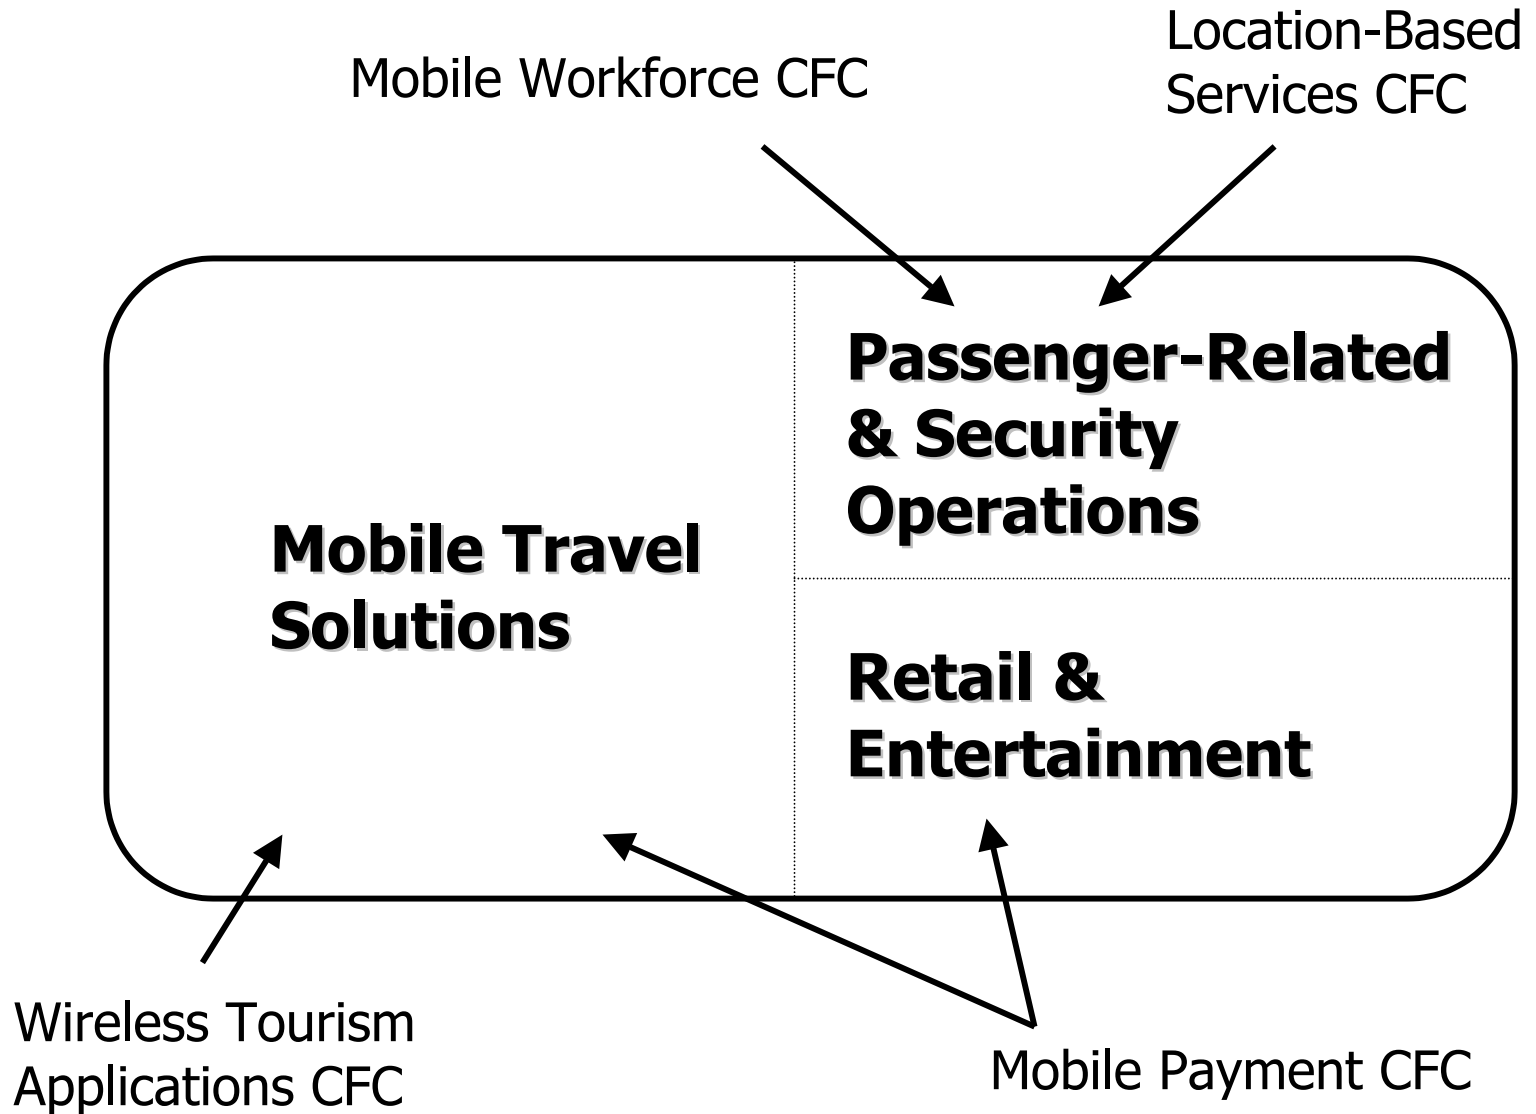 Location-Based
Services CFC
Mobile Workforce CFC
Passenger-Related
& Security
Operations
Mobile Travel
Solutions
Retail &
Entertainment
Wireless Tourism
Applications CFC
Mobile Payment CFC